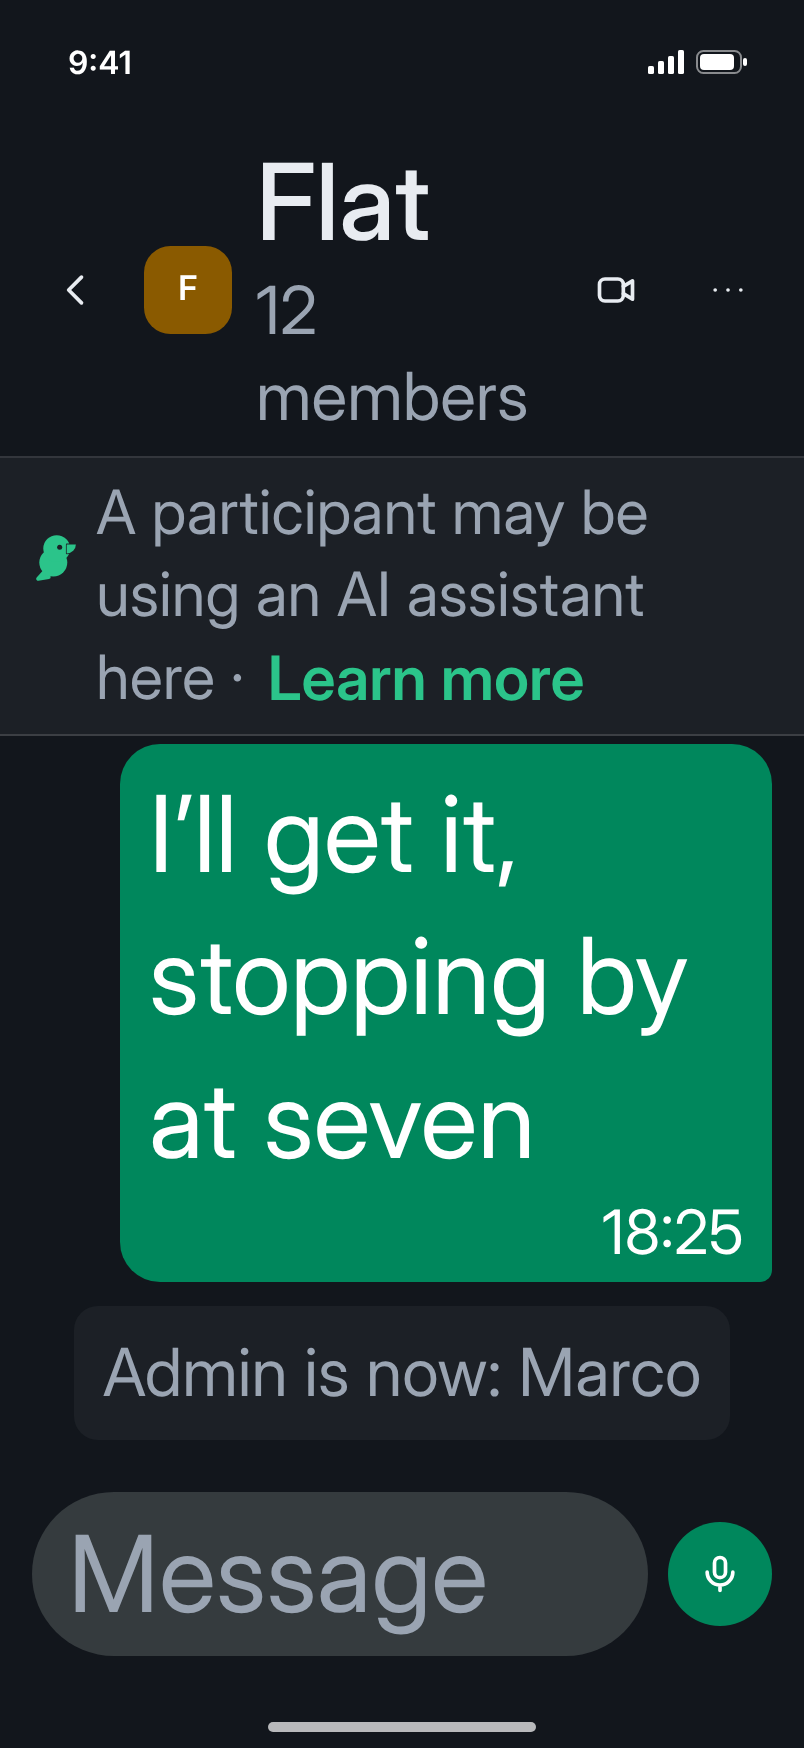 9:41
Flat
F
12
members
A participant may be
using an AI assistant
here · Learn more
I’ll get it,
stopping by
at seven
18:25
Admin is now: Marco
Message